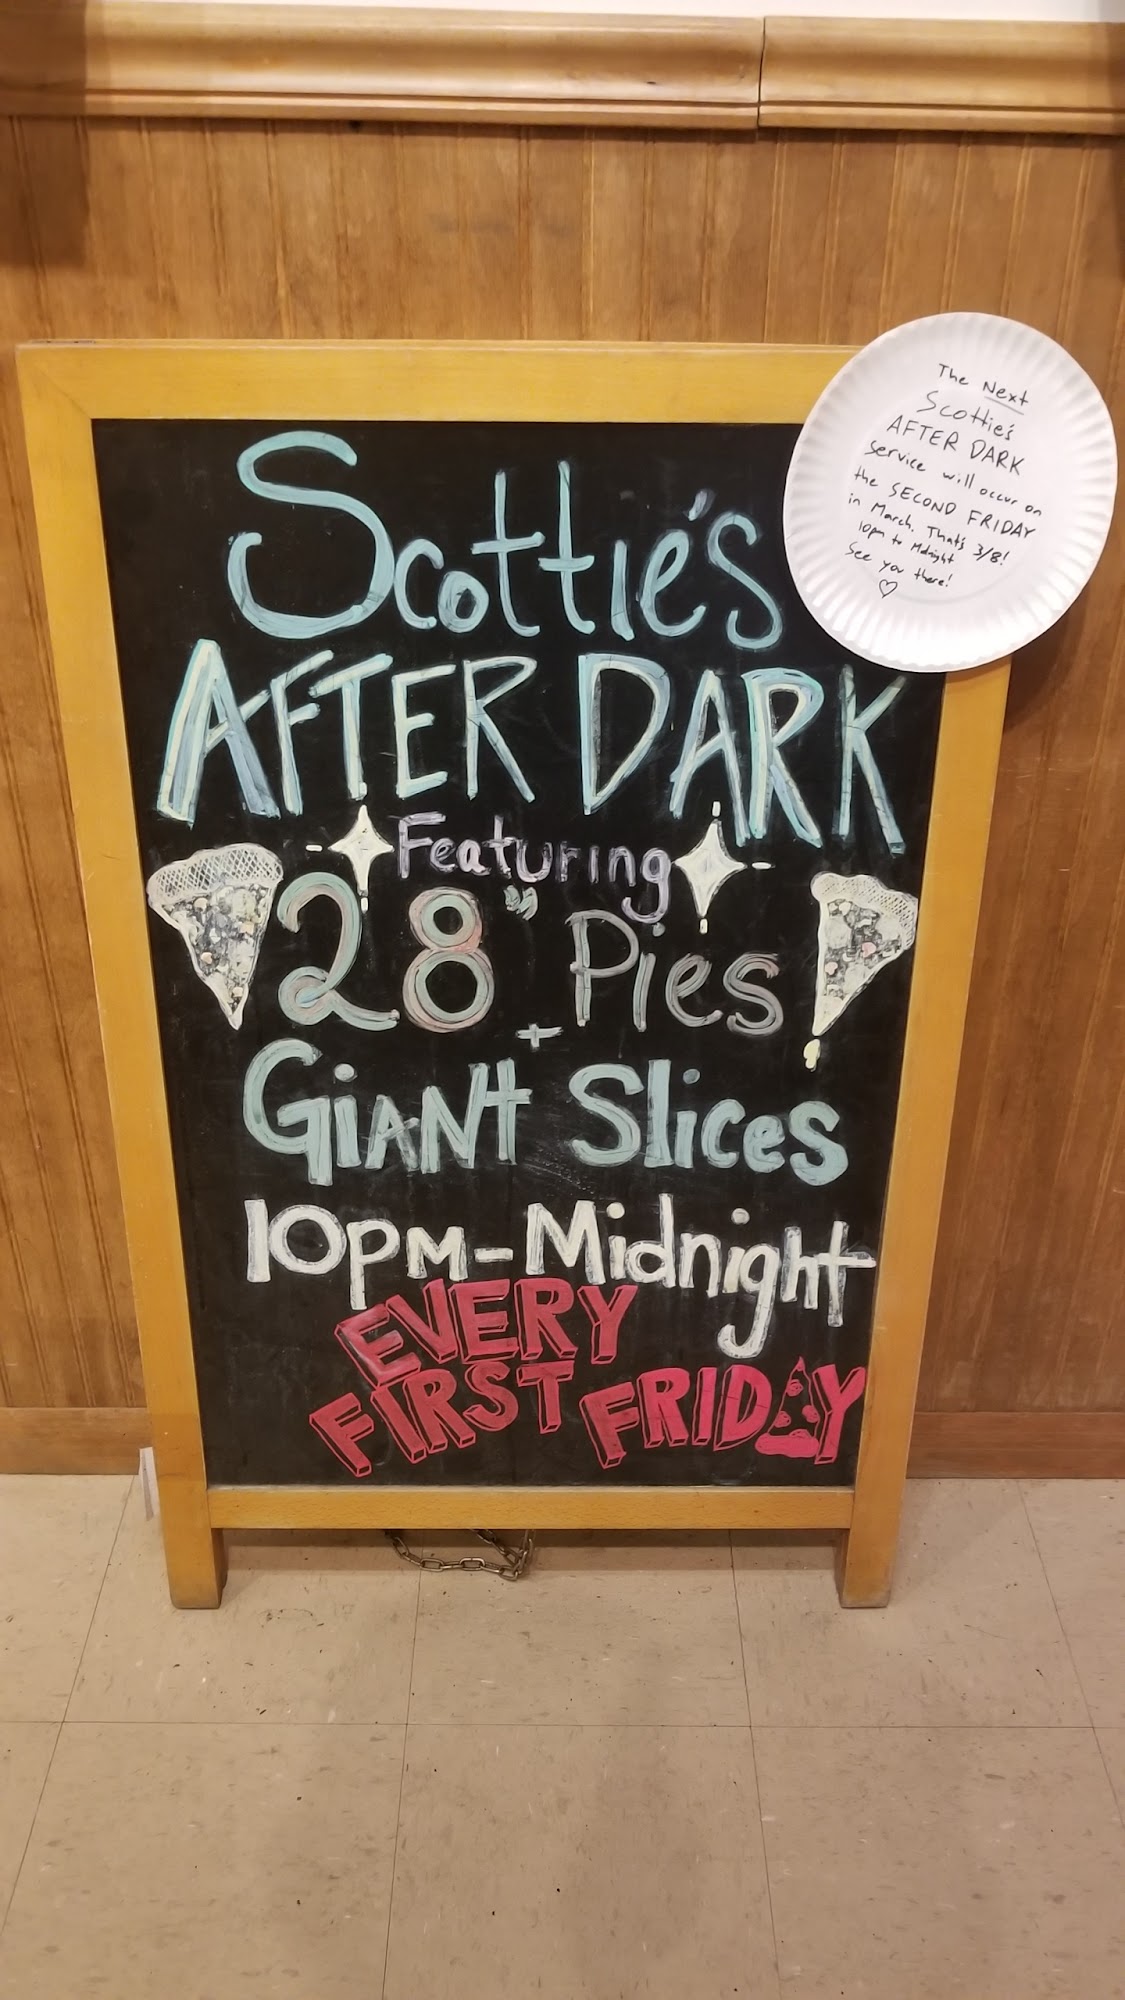 Scottie's
AFTER DARK
Featuring
28" Pies
+
GIANT Slices
10PM-Midnight
EVERY
FIRST FRIDAY
The Next
Scottie's
AFTER DARK
service will occur on
the SECOND FRIDAY
in March. That's 3/8!
10pm to Midnight
See you there!
♡